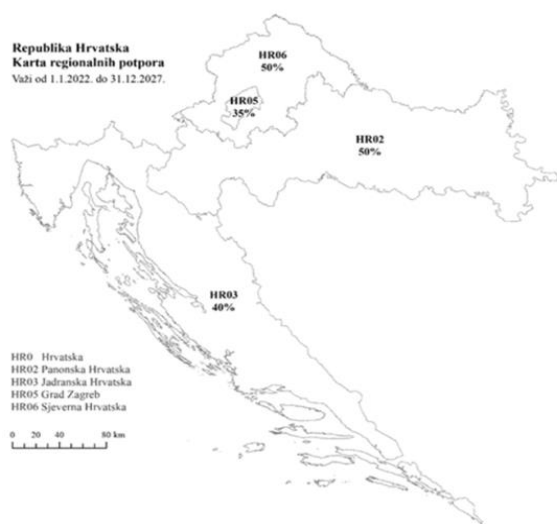 Republika Hrvatska
Karta regionalnih potpora
Važi od 1.1.2022. do 31.12.2027.
HR06
50%
HR05
35%
HR02
50%
HR03
40%
HR0 Hrvatska
HR02 Panonska Hrvatska
HR03 Jadranska Hrvatska
HR05 Grad Zagreb
HR06 Sjeverna Hrvatska
0 20 40 80 km